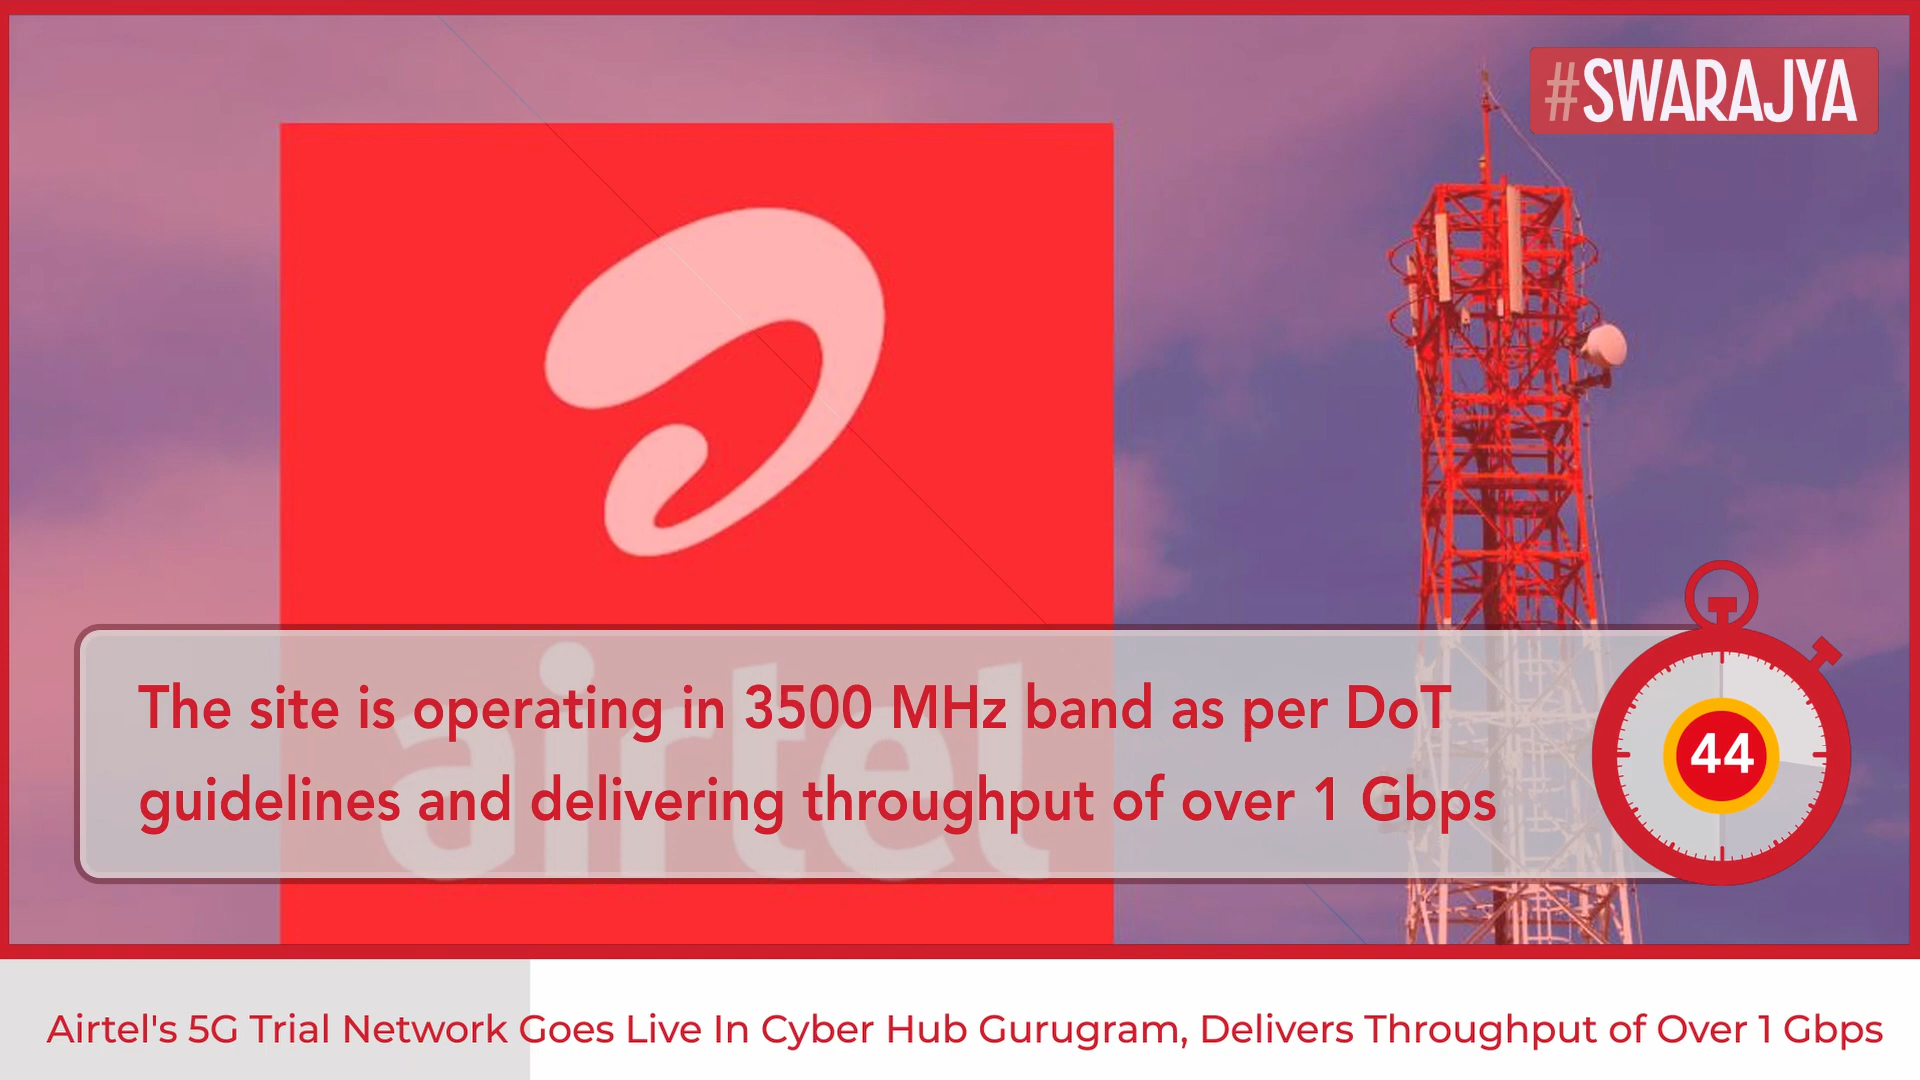 #SWARAJYA
airtel
The site is operating in 3500 MHz band as per DoT
guidelines and delivering throughput of over 1 Gbps
44
Airtel's 5G Trial Network Goes Live In Cyber Hub Gurugram, Delivers Throughput of Over 1 Gbps